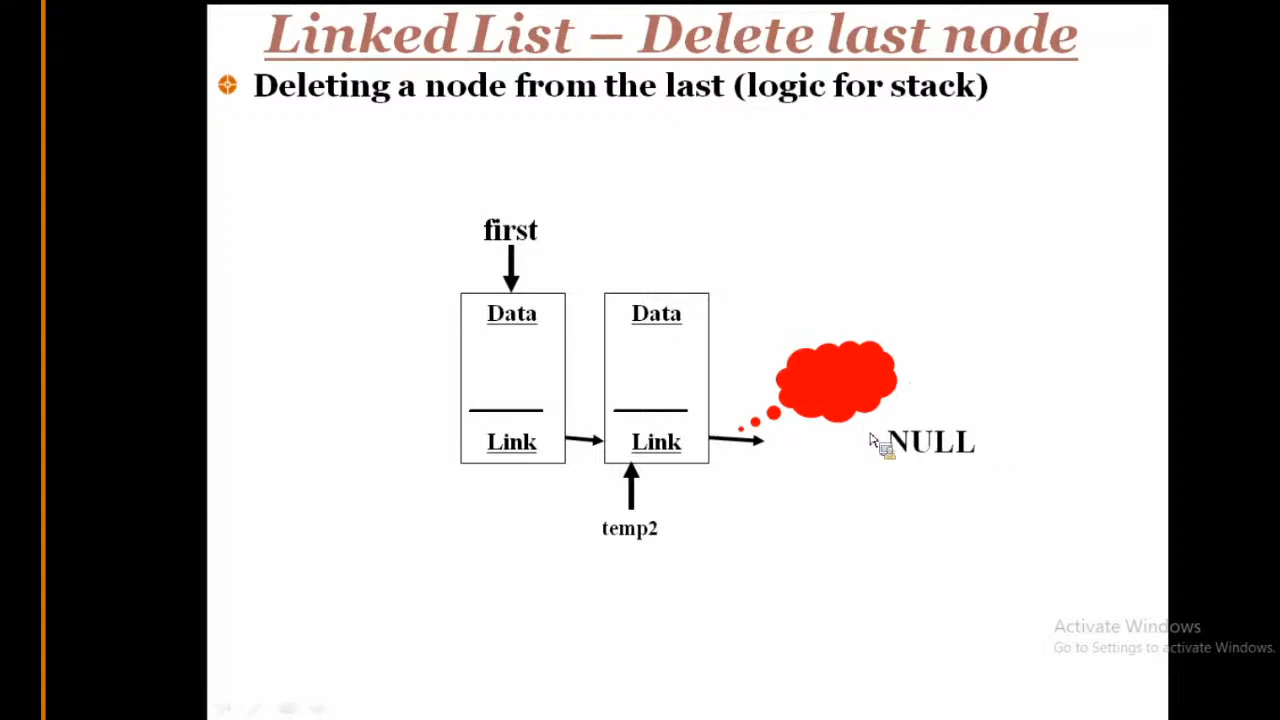 Linked List – Delete last node
Deleting a node from the last (logic for stack)
first
Data Data
Link Link NULL
temp2
Activate Windows
Go to Settings to activate Windows.